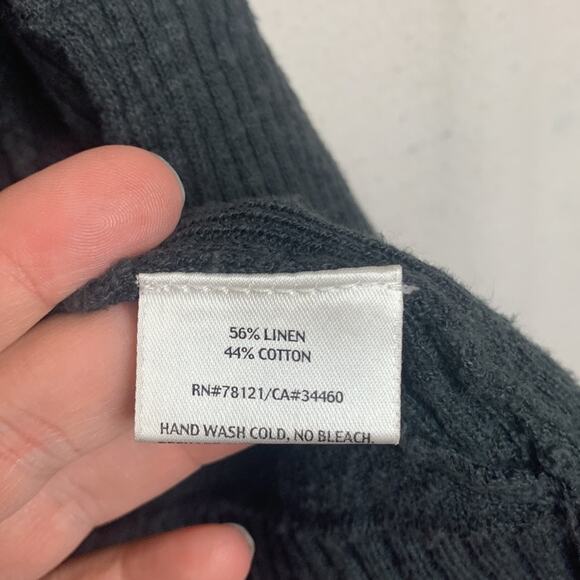 56% LINEN
44% COTTON
RN#78121/CA#34460
HAND WASH COLD, NO BLEACH.